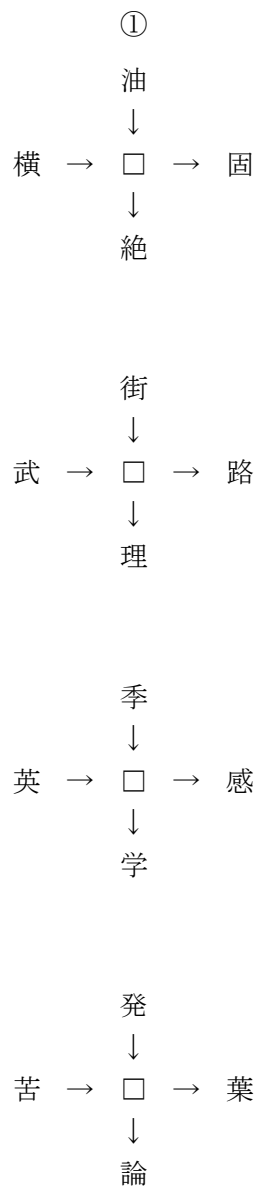 ①
油
↓
横 → □ → 固
↓
絶
街
↓
武 → □ → 路
↓
理
季
↓
英 → □ → 感
↓
学
発
↓
苦 → □ → 葉
↓
論